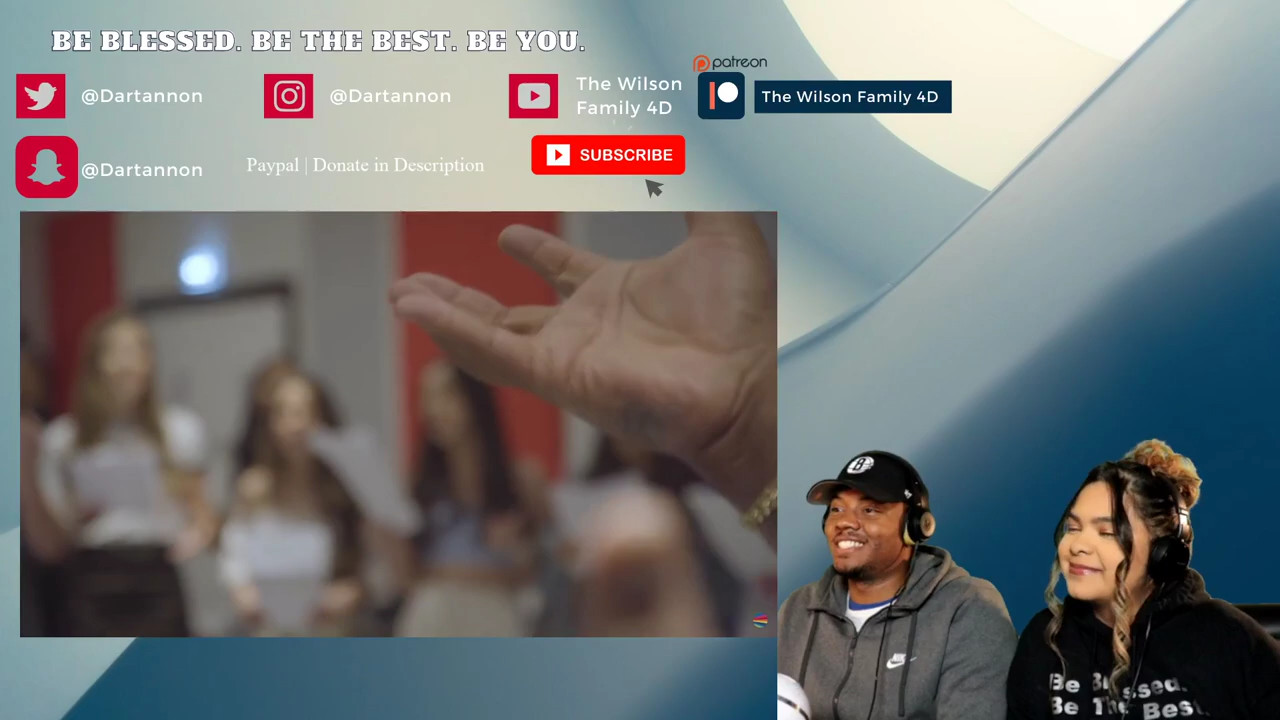 BE BLESSED. BE THE BEST. BE YOU.
patreon
@Dartannon
@Dartannon
The Wilson
Family 4D
The Wilson Family 4D
@Dartannon
Paypal | Donate in Description
SUBSCRIBE
Be Blessed.
Be The Best.